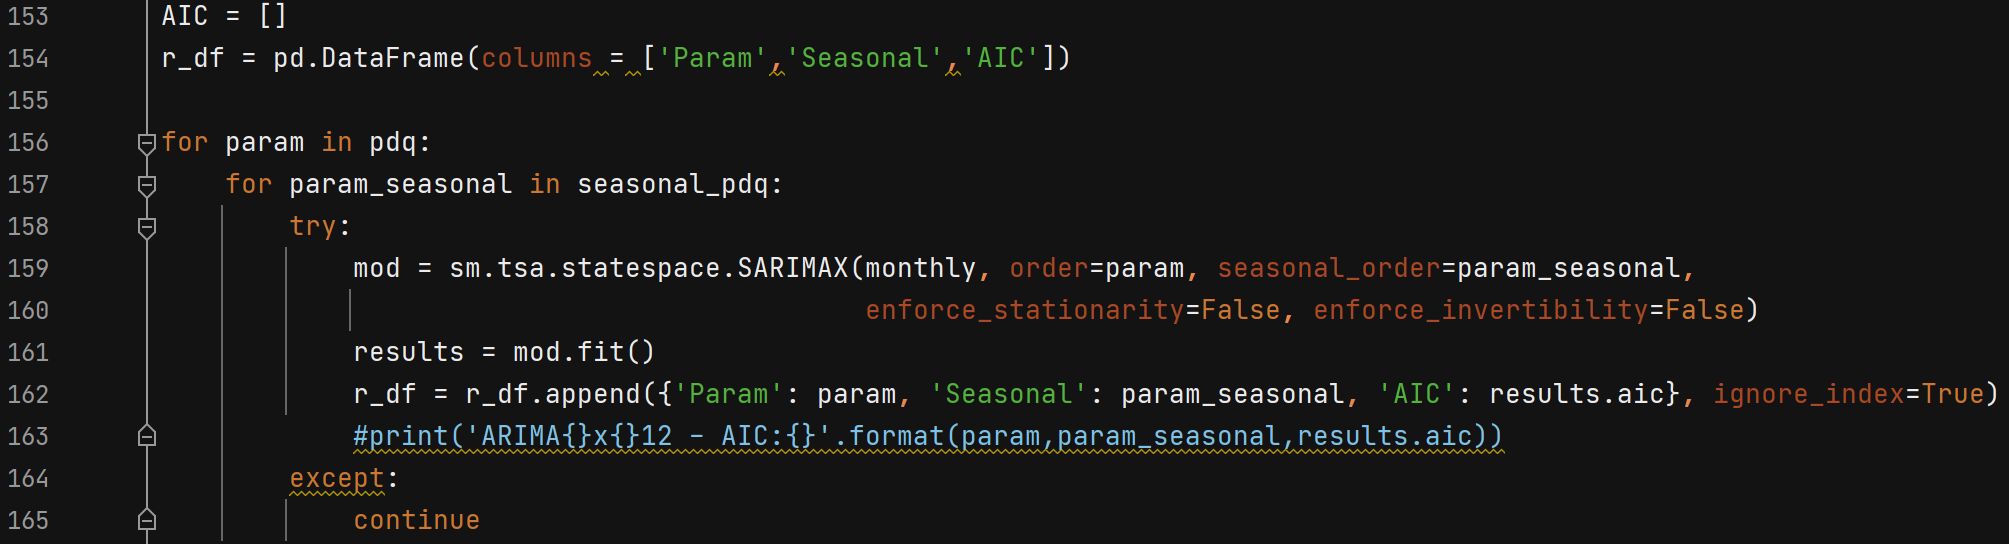 153 AIC = []
154 r_df = pd.DataFrame(columns = ['Param','Seasonal','AIC'])
155
156 for param in pdq:
157 for param_seasonal in seasonal_pdq:
158 try:
159 mod = sm.tsa.statespace.SARIMAX(monthly, order=param, seasonal_order=param_seasonal,
160 enforce_stationarity=False, enforce_invertibility=False)
161 results = mod.fit()
162 r_df = r_df.append({'Param': param, 'Seasonal': param_seasonal, 'AIC': results.aic}, ignore_index=True)
163 #print('ARIMA{}x{}12 - AIC:{}'.format(param,param_seasonal,results.aic))
164 except:
165 continue